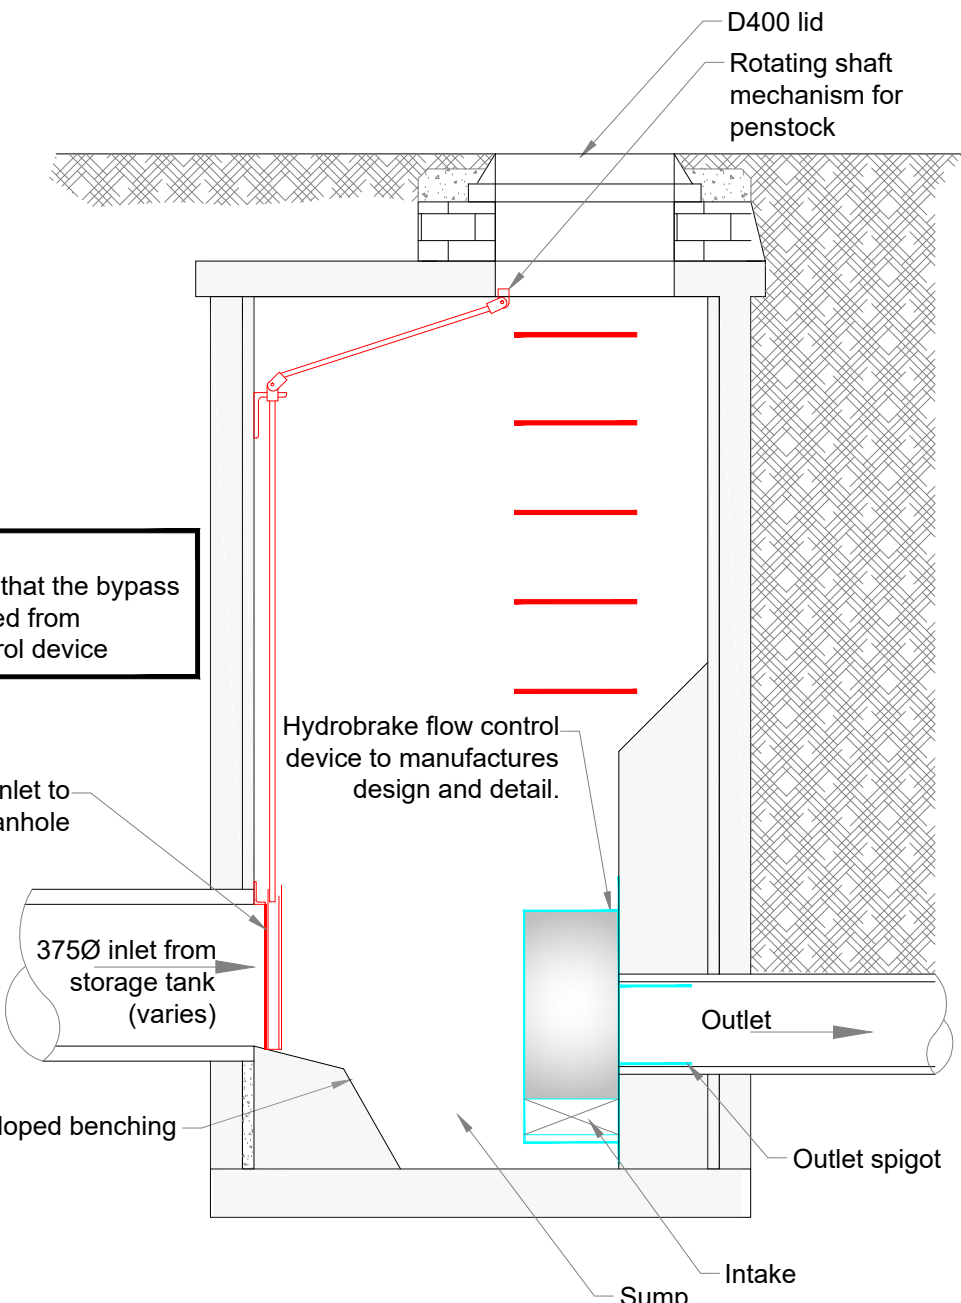 D400 lid
Rotating shaft
mechanism for
penstock
that the bypass
ed from
rol device
Hydrobrake flow control
device to manufactures
design and detail.
nlet to
anhole
375Ø inlet from
storage tank
(varies)
Outlet
loped benching
Outlet spigot
Intake
Sump